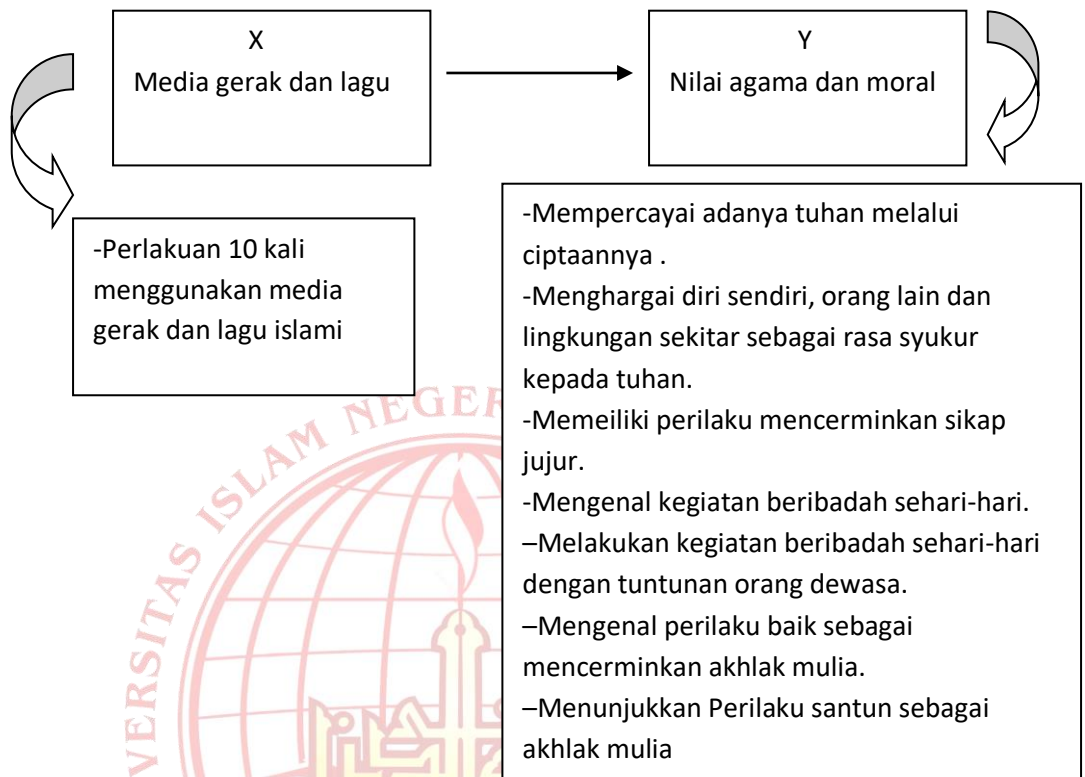 X
Media gerak dan lagu
Y
Nilai agama dan moral
-Perlakuan 10 kali
menggunakan media
gerak dan lagu islami
-Mempercayai adanya tuhan melalui
ciptaannya .
-Menghargai diri sendiri, orang lain dan
lingkungan sekitar sebagai rasa syukur
kepada tuhan.
-Memeiliki perilaku mencerminkan sikap
jujur.
-Mengenal kegiatan beribadah sehari-hari.
–Melakukan kegiatan beribadah sehari-hari
dengan tuntunan orang dewasa.
–Mengenal perilaku baik sebagai
mencerminkan akhlak mulia.
–Menunjukkan Perilaku santun sebagai
akhlak mulia
ISLAM